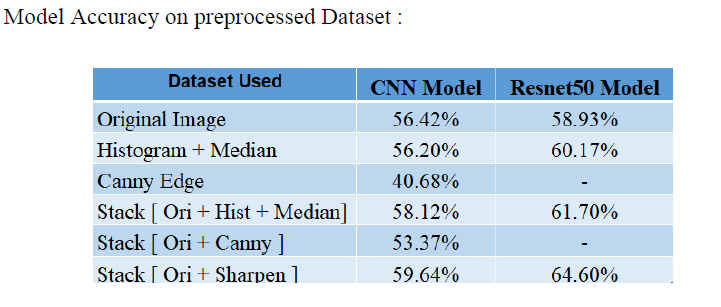 Model Accuracy on preprocessed Dataset :
Dataset Used CNN Model Resnet50 Model
Original Image 56.42% 58.93%
Histogram + Median 56.20% 60.17%
Canny Edge 40.68% -
Stack [ Ori + Hist + Median] 58.12% 61.70%
Stack [ Ori + Canny ] 53.37% -
Stack [ Ori + Sharpen ] 59.64% 64.60%